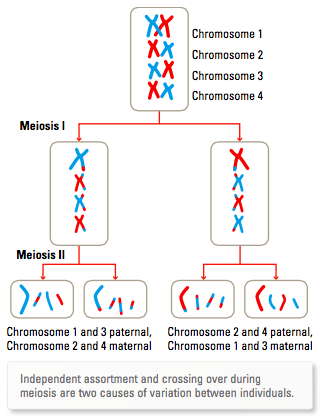 Chromosome 1
Chromosome 2
Chromosome 3
Chromosome 4
Meiosis I
Meiosis II
Chromosome 1 and 3 paternal,
Chromosome 2 and 4 maternal
Chromosome 2 and 4 paternal,
Chromosome 1 and 3 maternal
Independent assortment and crossing over during
meiosis are two causes of variation between individuals.